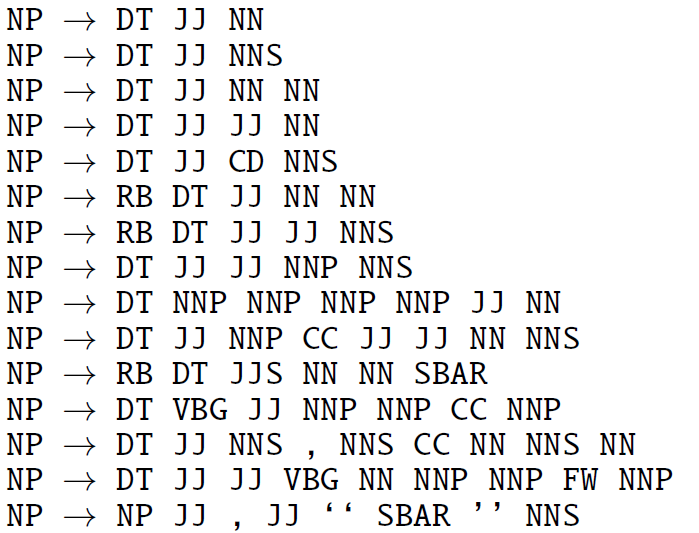 NP → DT JJ NN
NP → DT JJ NNS
NP → DT JJ NN NN
NP → DT JJ JJ NN
NP → DT JJ CD NNS
NP → RB DT JJ NN NN
NP → RB DT JJ JJ NNS
NP → DT JJ JJ NNP NNS
NP → DT NNP NNP NNP NNP JJ NN
NP → DT JJ NNP CC JJ JJ NN NNS
NP → RB DT JJS NN NN SBAR
NP → DT VBG JJ NNP NNP CC NNP
NP → DT JJ NNS , NNS CC NN NNS NN
NP → DT JJ JJ VBG NN NNP NNP FW NNP
NP → NP JJ , JJ ‘‘ SBAR ’’ NNS